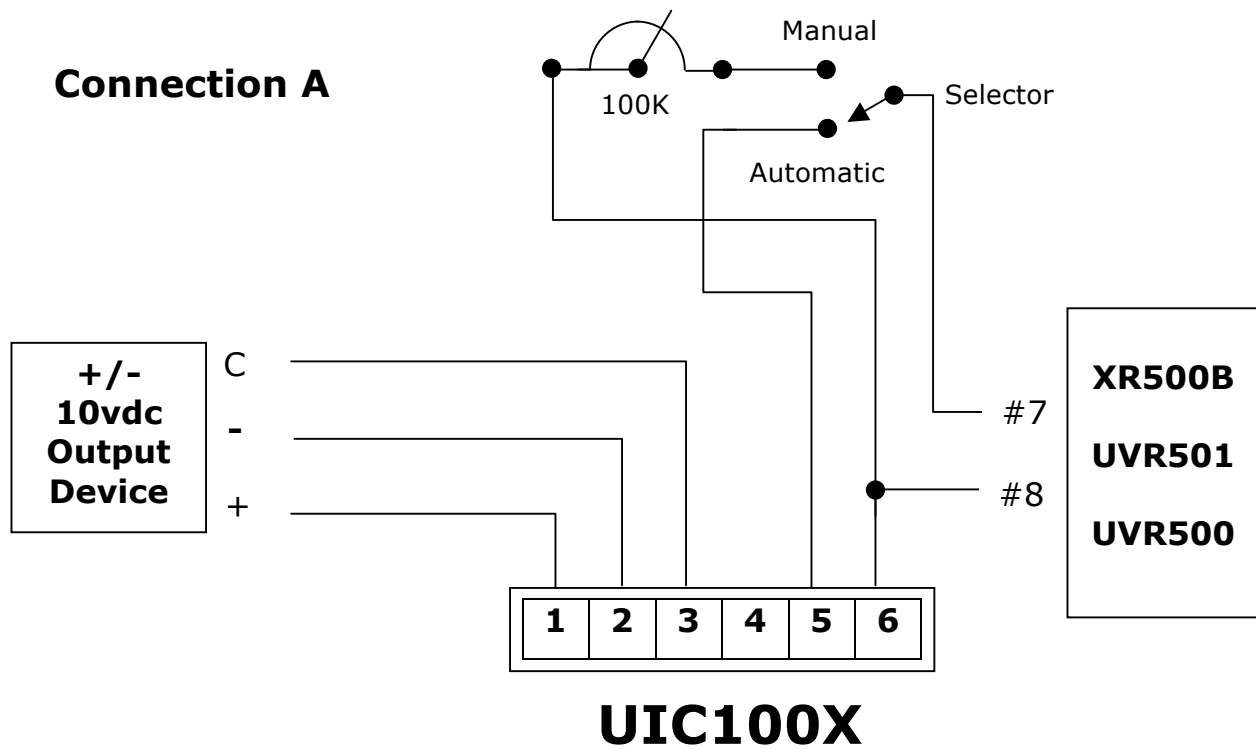 Connection A
Manual
100K
Selector
Automatic
+/-
10vdc
Output
Device
C
-
+
#7
#8
XR500B
UVR501
UVR500
1 2 3 4 5 6
UIC100X